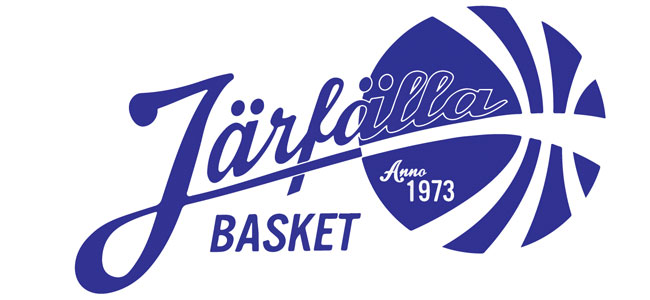 Järfälla
Anno
1973
BASKET